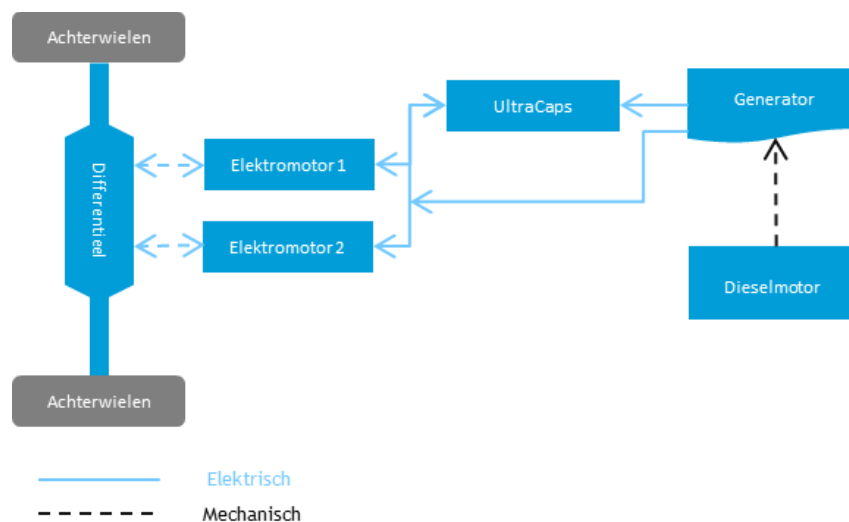 Achterwielen
UltraCaps
Generator
Differentieel
Elektromotor 1
Elektromotor 2
Dieselmotor
Achterwielen
Elektrisch
Mechanisch